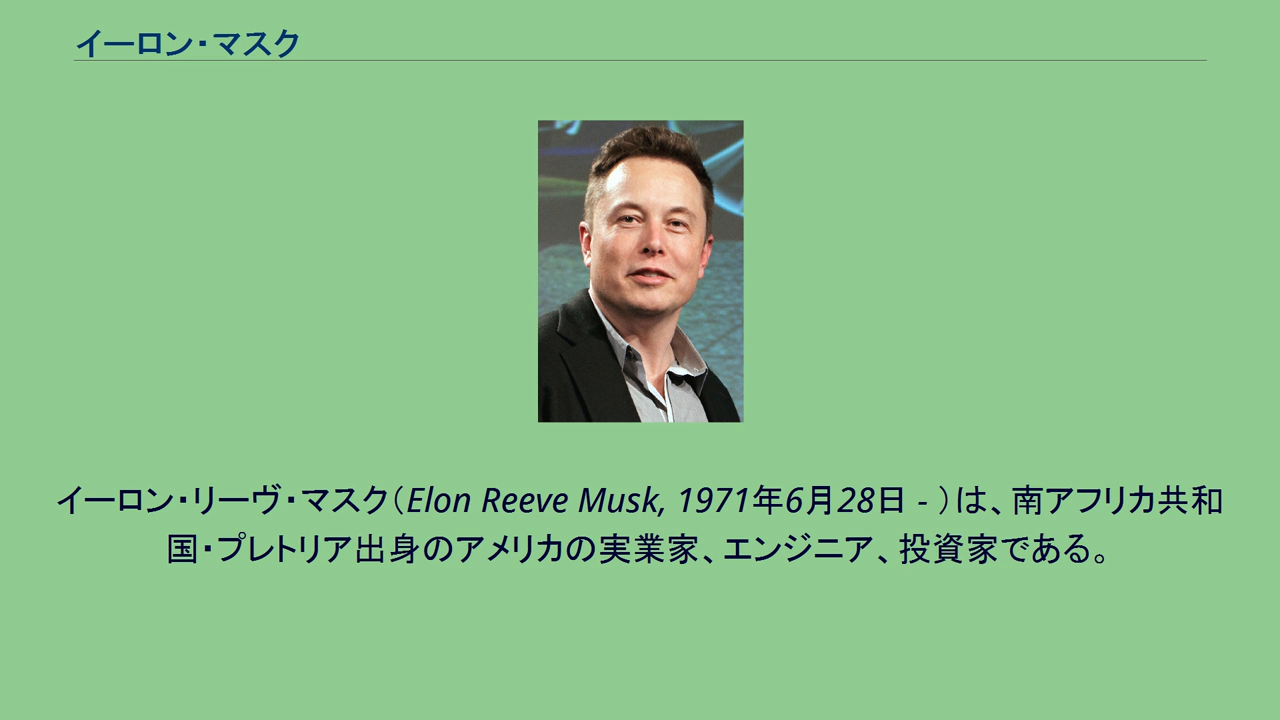 イーロン・マスク
イーロン・リーヴ・マスク（Elon Reeve Musk, 1971年6月28日 - ）は、南アフリカ共和
国・プレトリア出身のアメリカの実業家、エンジニア、投資家である。